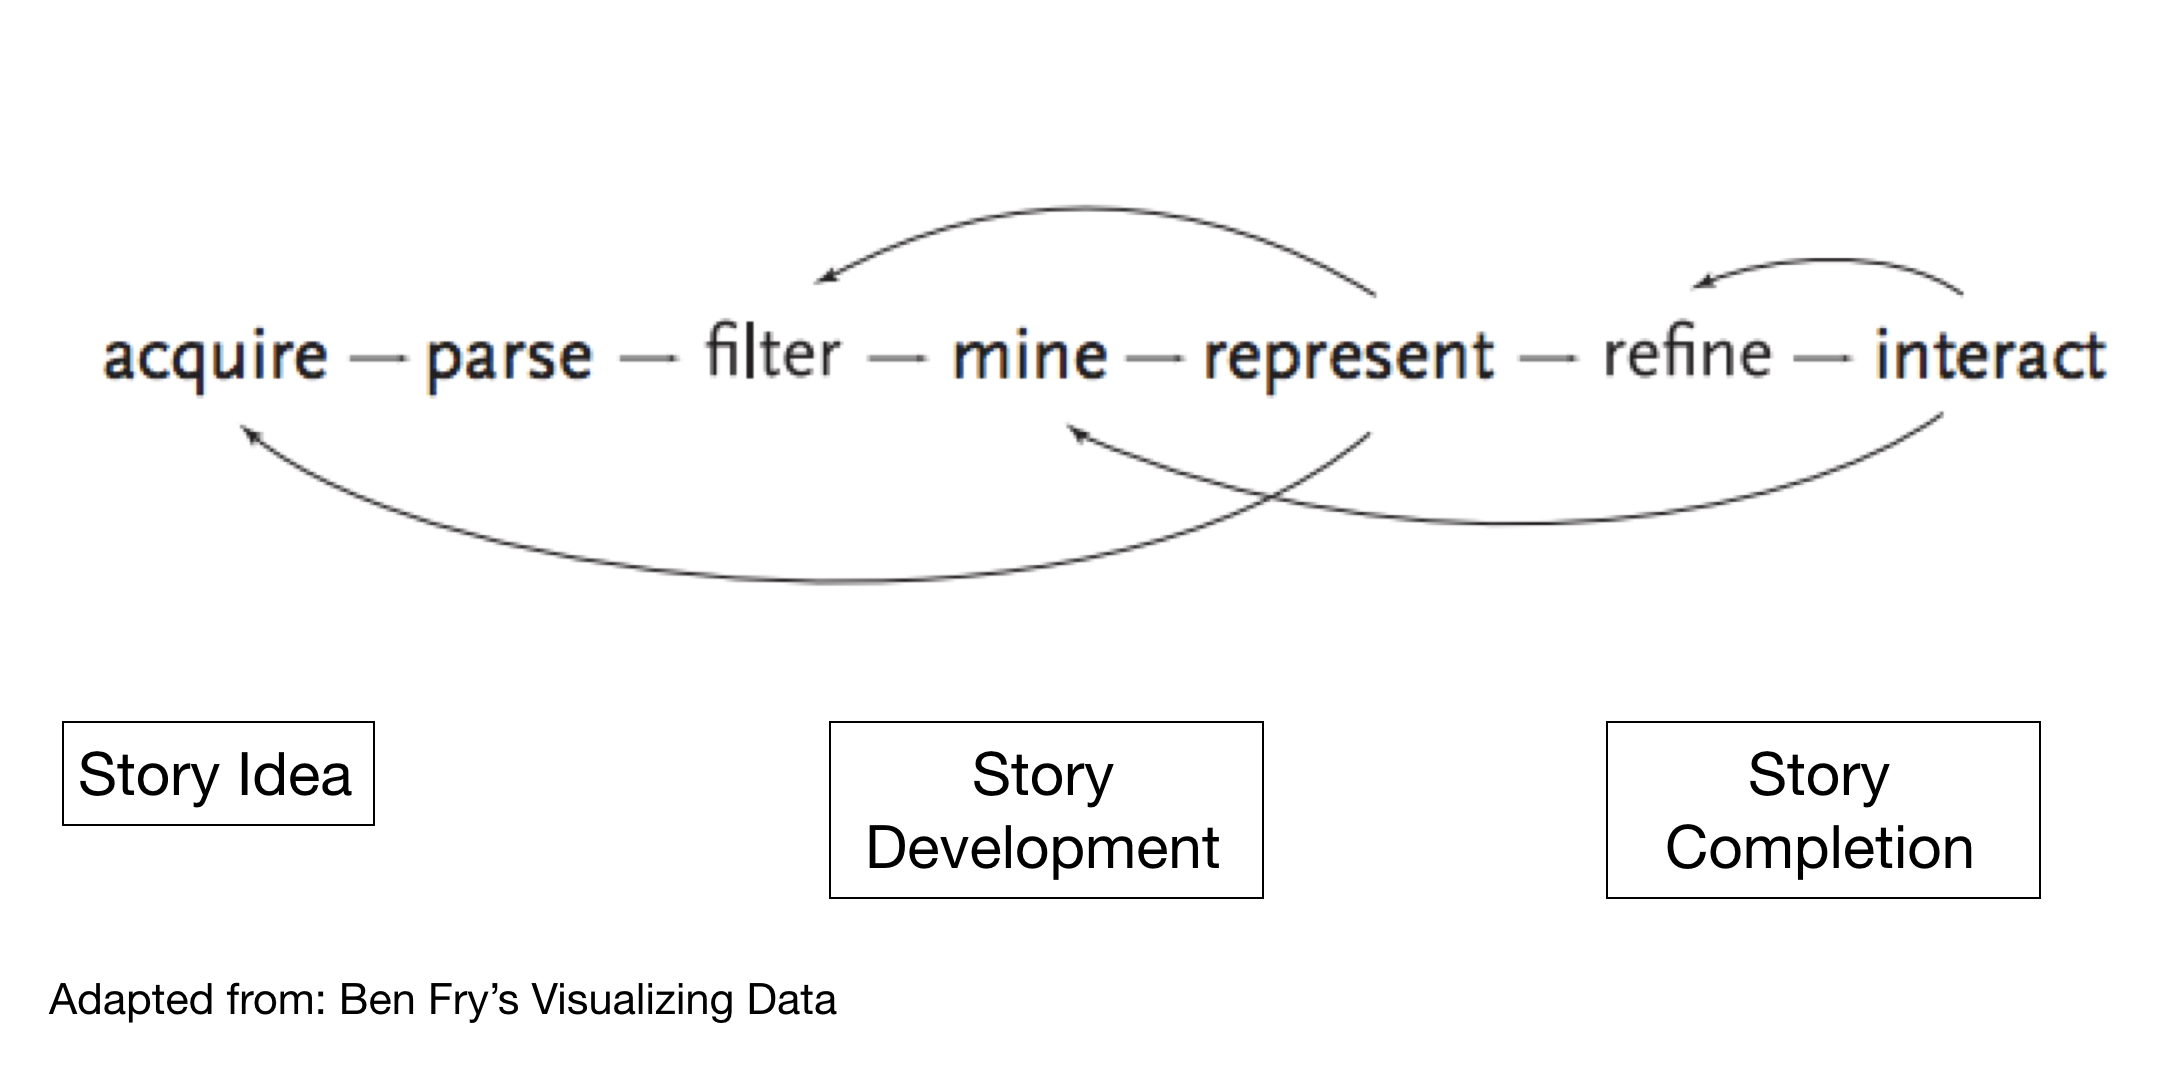 acquire — parse — filter — mine — represent — refine — interact
Story Idea
Story
Development
Story
Completion
Adapted from: Ben Fry’s Visualizing Data